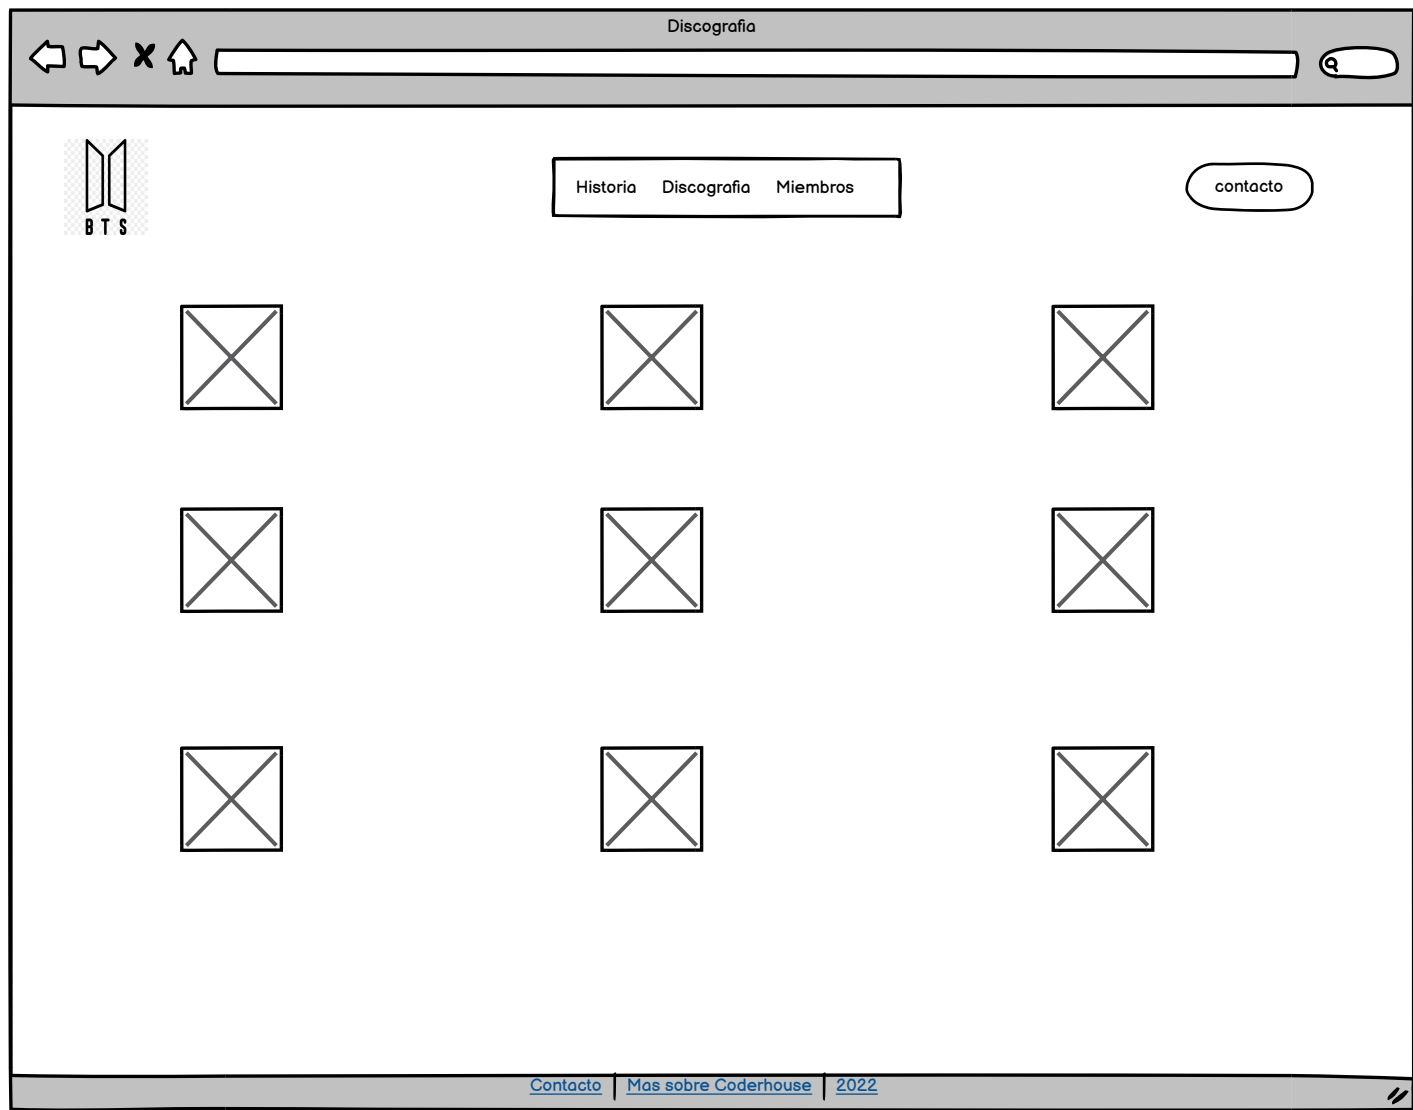 Discografia
BTS
Historia Discografia Miembros
contacto
Contacto | Mas sobre Coderhouse | 2022